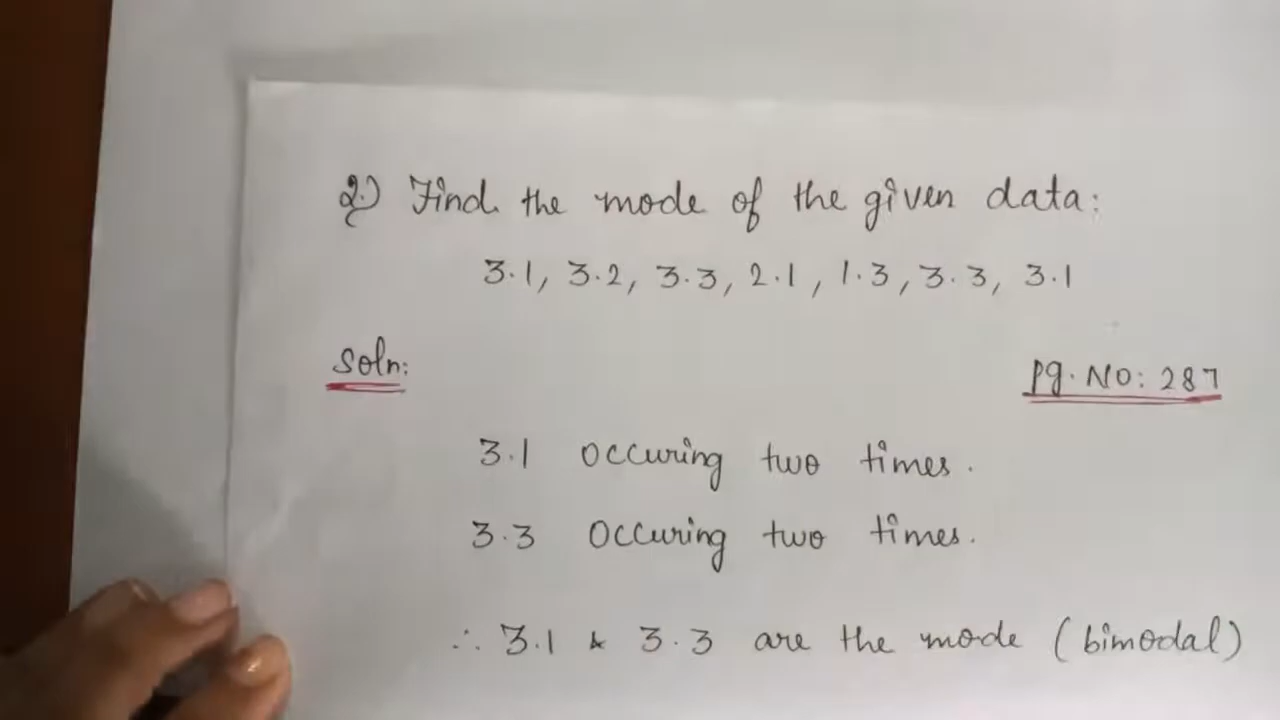 2.) Find the mode of the given data:
3.1, 3.2, 3.3, 2.1, 1.3, 3.3, 3.1
Soln:
Pg. No: 287
3.1 occuring two times.
3.3 occuring two times.
∴ 3.1 & 3.3 are the mode (bimodal)